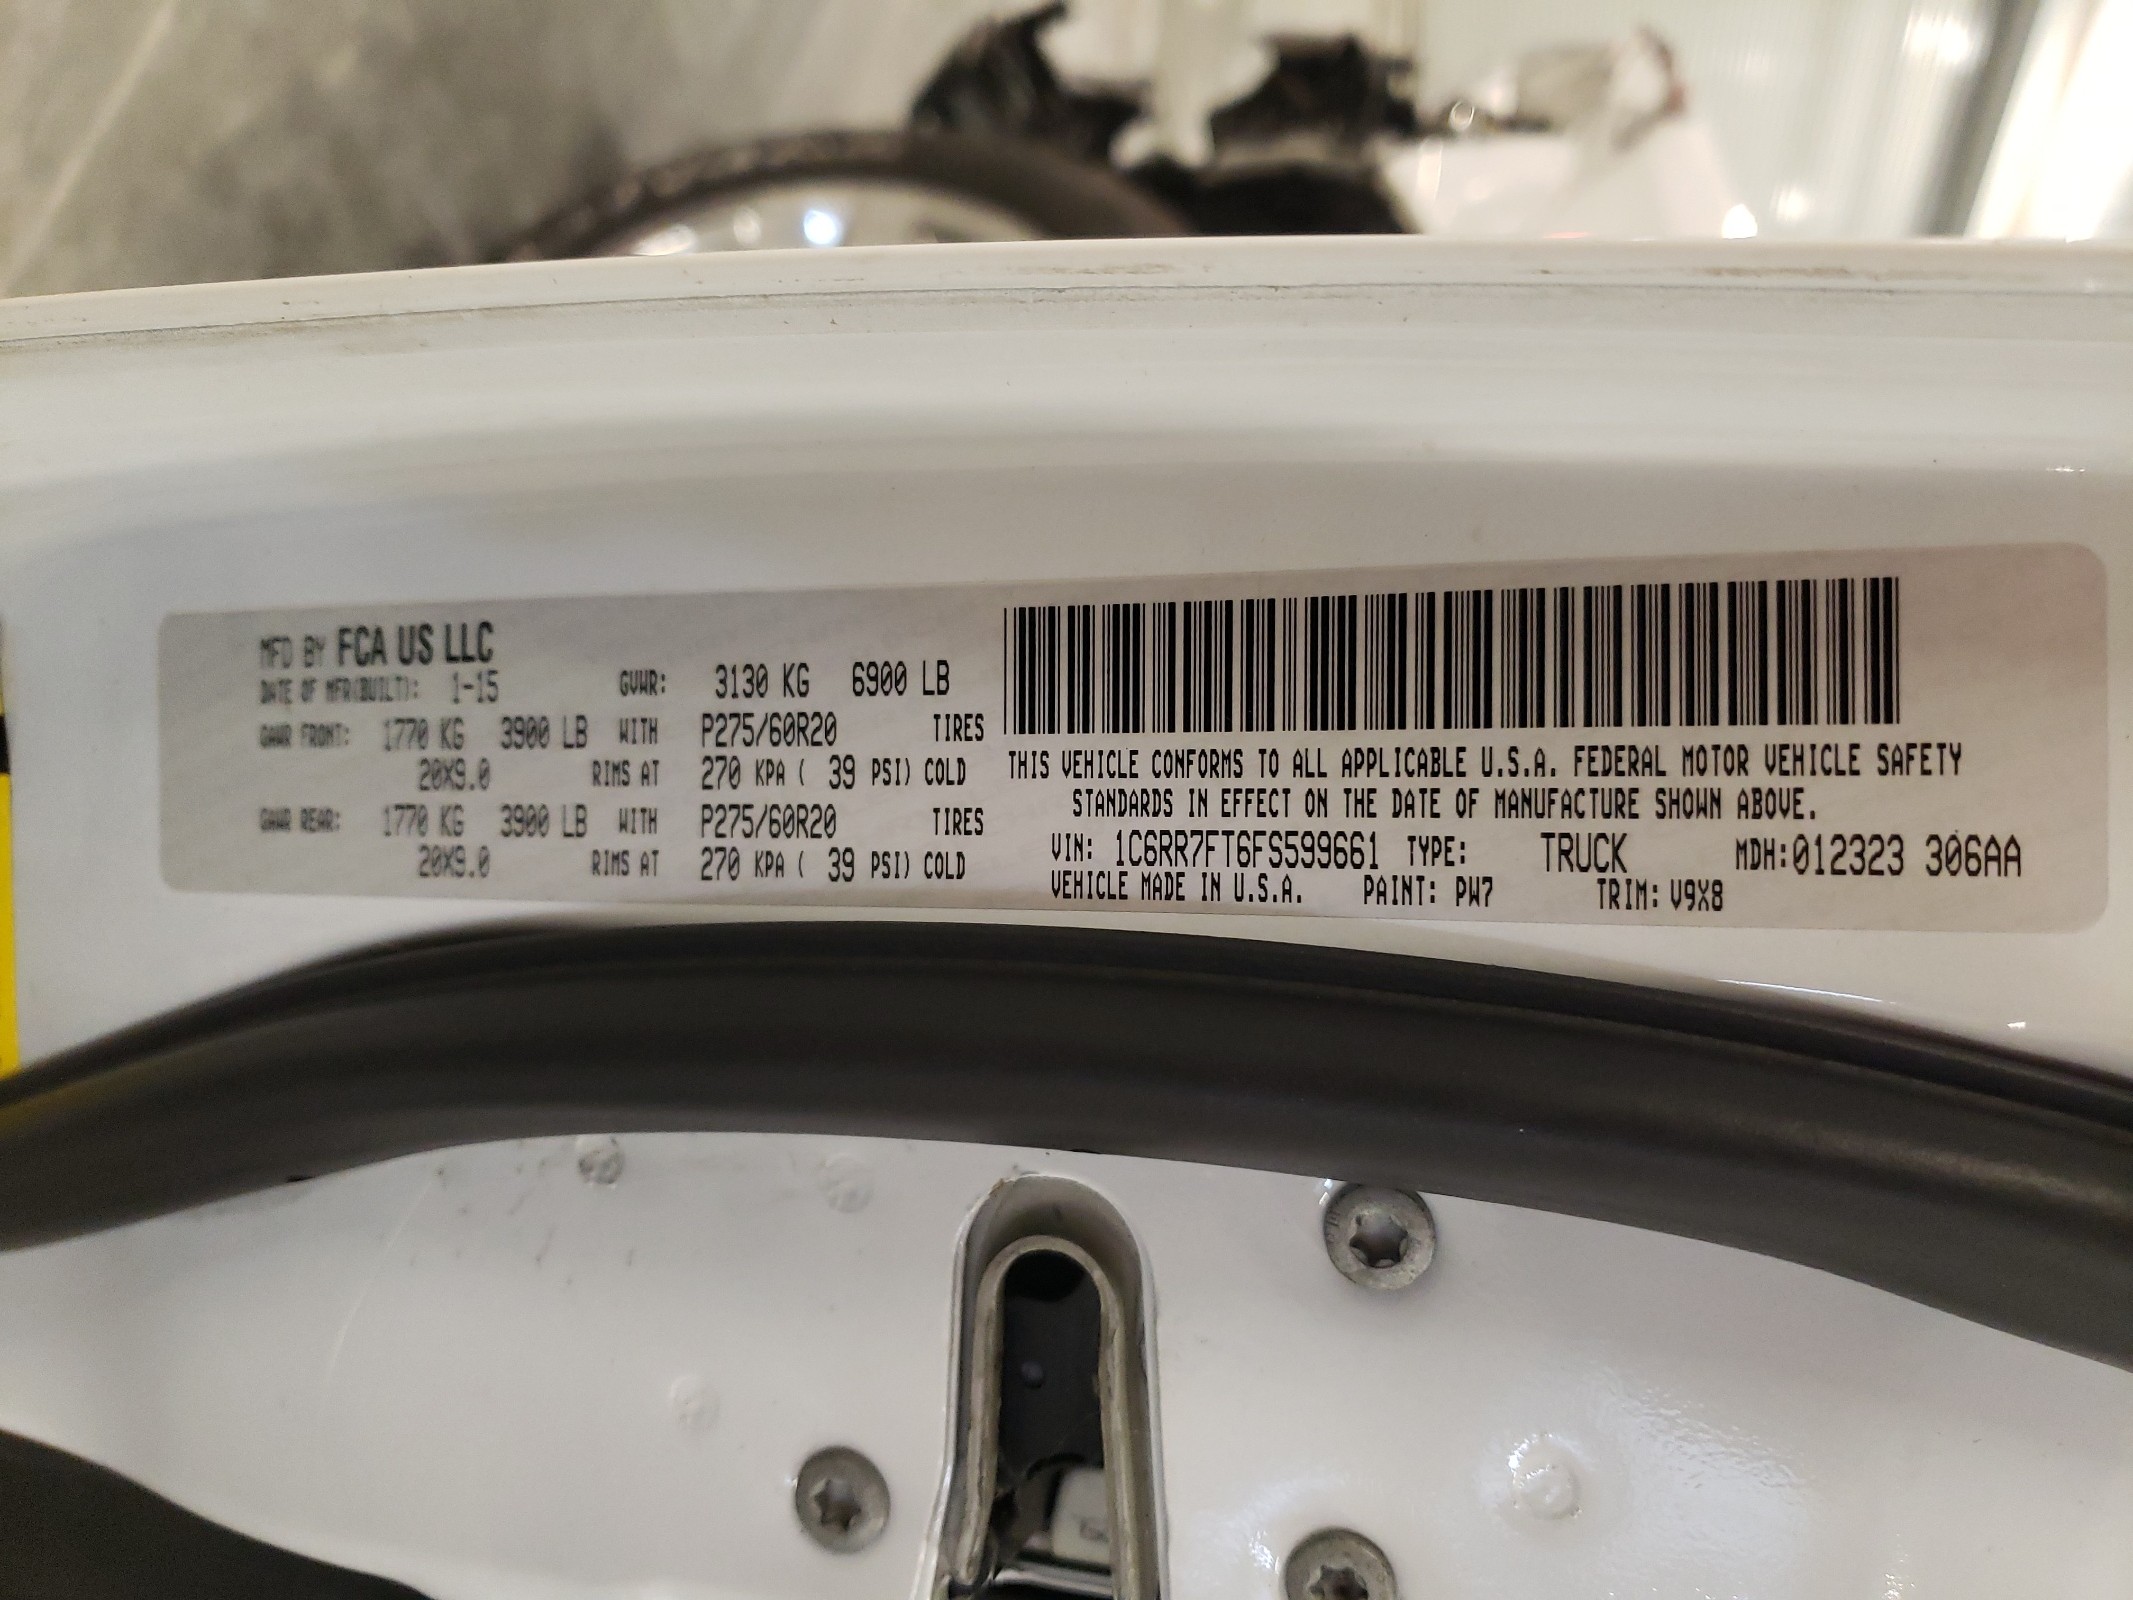 MFD BY FCA US LLC
DATE OF MFR(BUILT): 1-15 GVWR: 3130 KG 6900 LB
GAWR FRONT: 1770 KG 3900 LB WITH P275/60R20 TIRES
20X9.0 RIMS AT 270 KPA ( 39 PSI) COLD
GAWR REAR: 1770 KG 3900 LB WITH P275/60R20 TIRES
20X9.0 RIMS AT 270 KPA ( 39 PSI) COLD
THIS VEHICLE CONFORMS TO ALL APPLICABLE U.S.A. FEDERAL MOTOR VEHICLE SAFETY
STANDARDS IN EFFECT ON THE DATE OF MANUFACTURE SHOWN ABOVE.
VIN: 1C6RR7FT6FS599661 TYPE: TRUCK MDH:012323 306AA
VEHICLE MADE IN U.S.A. PAINT: PW7 TRIM: V9X8